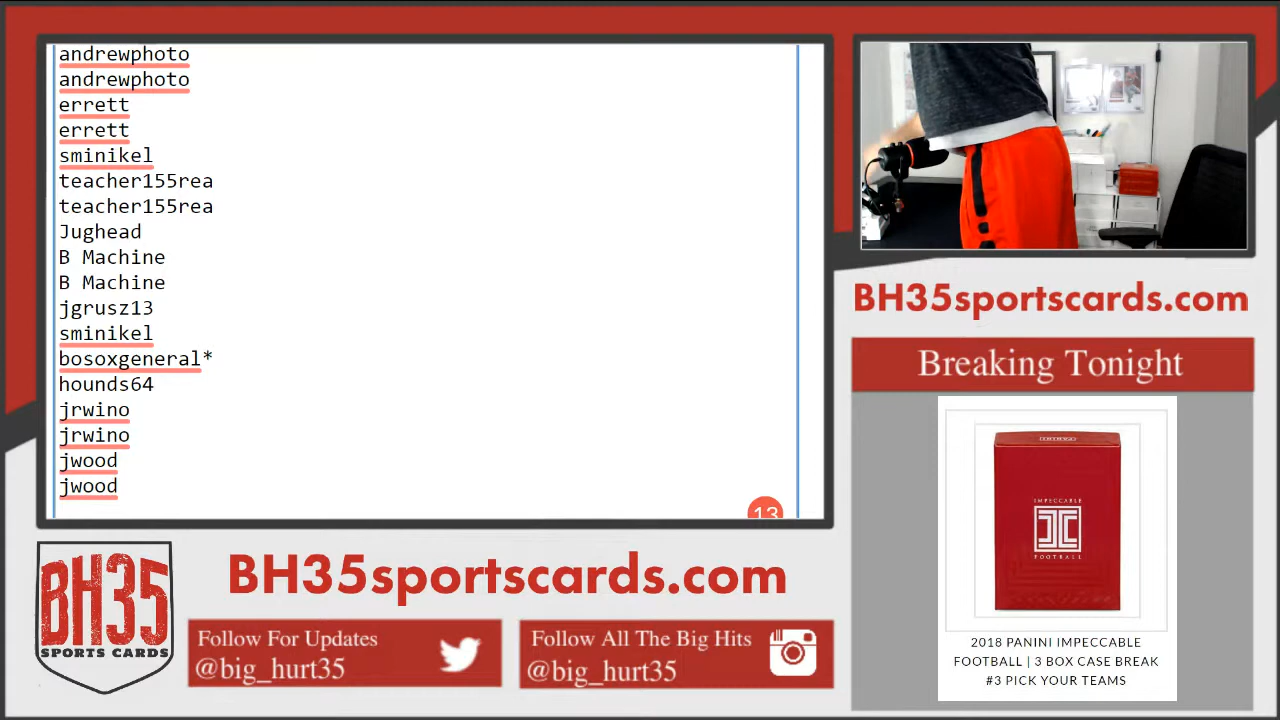 andrewphoto
andrewphoto
errett
errett
sminikel
teacher155rea
teacher155rea
Jughead
B Machine
B Machine
jgrusz13
sminikel
bosoxgeneral*
hounds64
jrwino
jrwino
jwood
jwood
13
BH35sportscards.com
Breaking Tonight
IMPECCABLE
FOOTBALL
2018 PANINI IMPECCABLE
FOOTBALL | 3 BOX CASE BREAK
#3 PICK YOUR TEAMS
BH35
SPORTS CARDS
BH35sportscards.com
Follow For Updates
@big_hurt35
Follow All The Big Hits
@big_hurt35